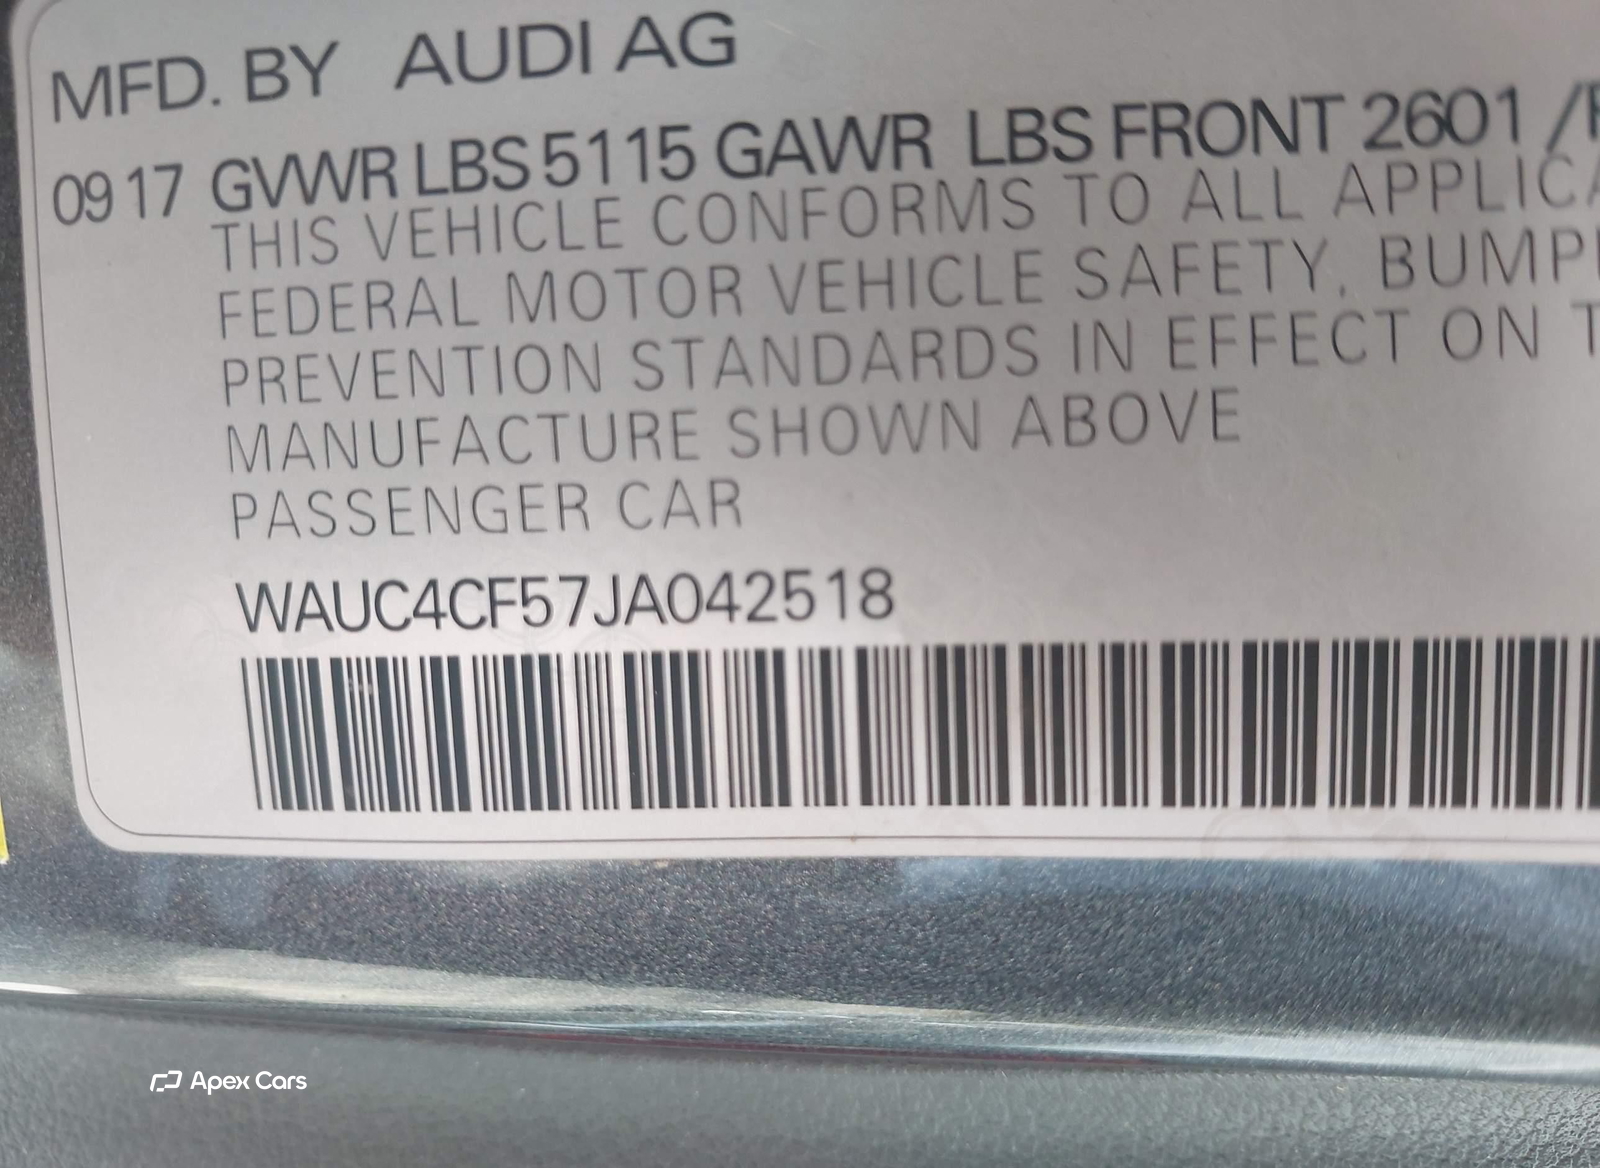 MFD. BY AUDI AG
09 17 GVWR LBS 5115 GAWR LBS FRONT 2601 /
THIS VEHICLE CONFORMS TO ALL
FEDERAL MOTOR VEHICLE SAFETY,
PREVENTION STANDARDS IN EFFECT ON
MANUFACTURE SHOWN ABOVE
PASSENGER CAR
WAUC4CF57JA042518
Apex Cars